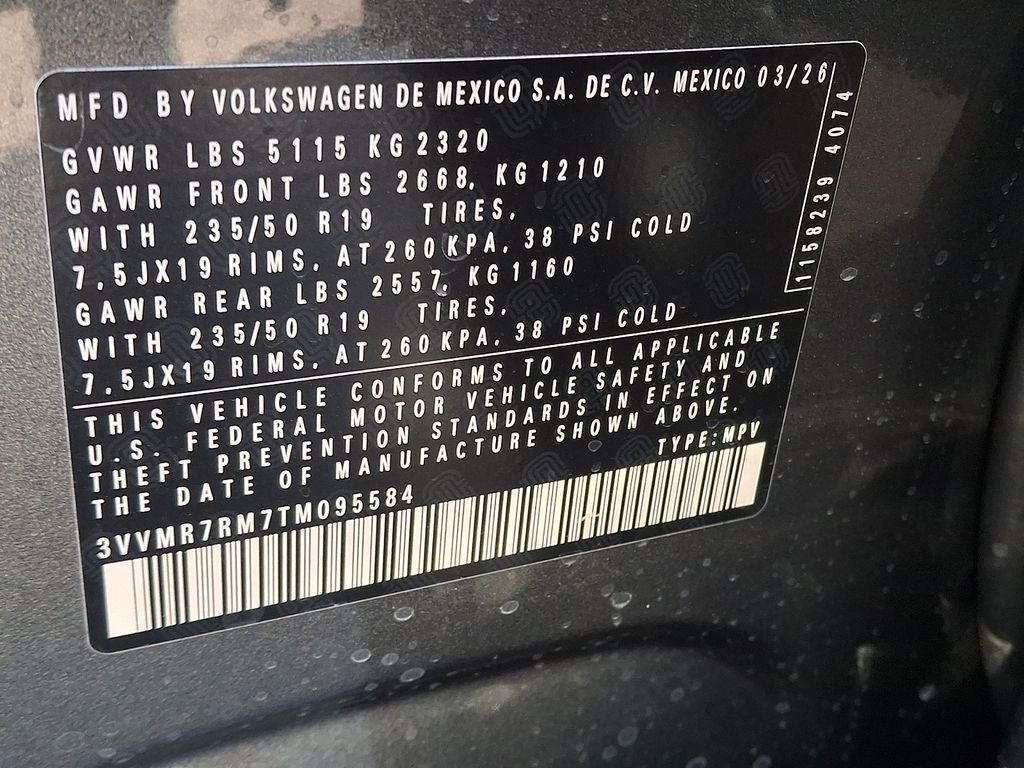 MFD BY VOLKSWAGEN DE MEXICO S.A. DE C.V. MEXICO 03/26
GVWR LBS 5115 KG 2320
GAWR FRONT LBS 2668, KG 1210
WITH 235/50 R19 TIRES,
7,5JX19 RIMS, AT 260 KPA, 38 PSI COLD
GAWR REAR LBS 2557, KG 1160
WITH 235/50 R19 TIRES,
7,5JX19 RIMS, AT 260 KPA, 38 PSI COLD
1158239 4074
THIS VEHICLE CONFORMS TO ALL APPLICABLE
U.S. FEDERAL MOTOR VEHICLE SAFETY AND
THEFT PREVENTION STANDARDS IN EFFECT ON
THE DATE OF MANUFACTURE SHOWN ABOVE.
TYPE:MPV
3VVMR7RM7TM095584